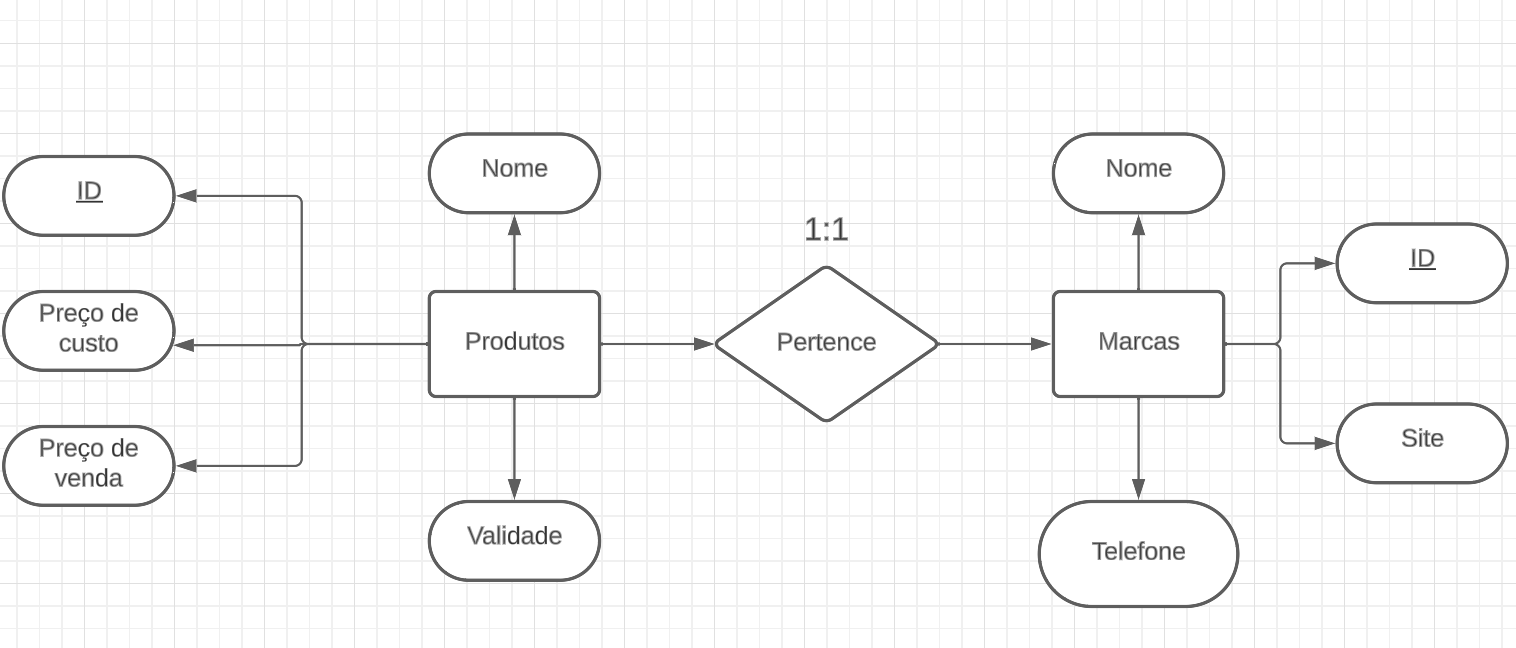 Nome
Nome
ID
1:1
ID
Preço de
custo
Produtos
Pertence
Marcas
Preço de
venda
Site
Validade
Telefone